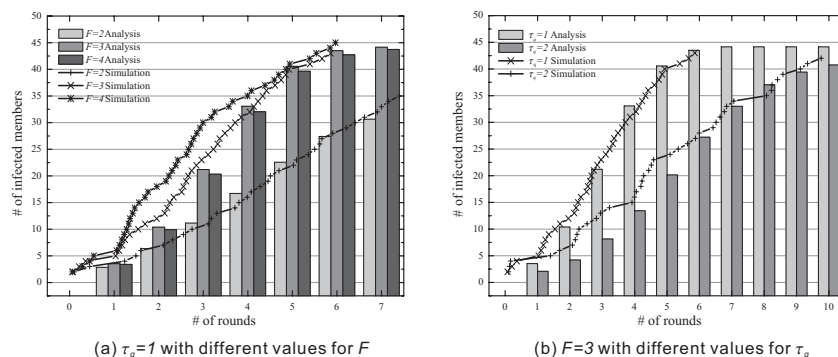 50
45
40
35
30
25
20
15
10
5
0
# of infected members
F=2 Analysis
F=3 Analysis
F=4 Analysis
F=2 Simulation
F=3 Simulation
F=4 Simulation
0 1 2 3 4 5 6 7
# of rounds
(a) τg=1 with different values for F
50
45
40
35
30
25
20
15
10
5
0
# of infected members
τg=1 Analysis
τg=2 Analysis
τg=1 Simulation
τg=2 Simulation
0 1 2 3 4 5 6 7 8 9 10
# of rounds
(b) F=3 with different values for τg